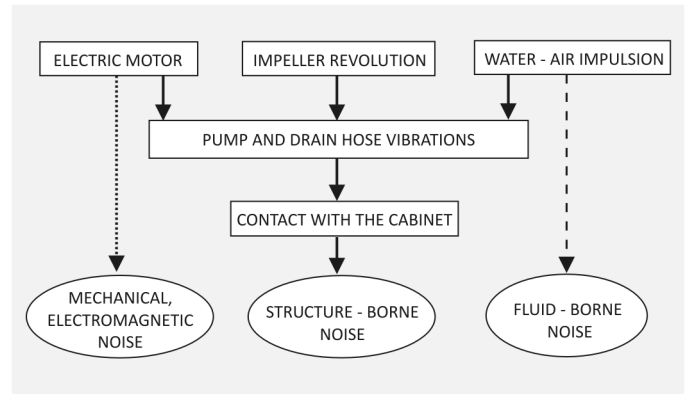 ELECTRIC MOTOR
IMPELLER REVOLUTION
WATER - AIR IMPULSION
PUMP AND DRAIN HOSE VIBRATIONS
CONTACT WITH THE CABINET
MECHANICAL,
ELECTROMAGNETIC
NOISE
STRUCTURE - BORNE
NOISE
FLUID - BORNE
NOISE